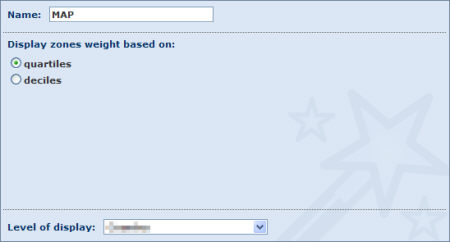 Name: MAP
Display zones weight based on:
quartiles
deciles
Level of display: